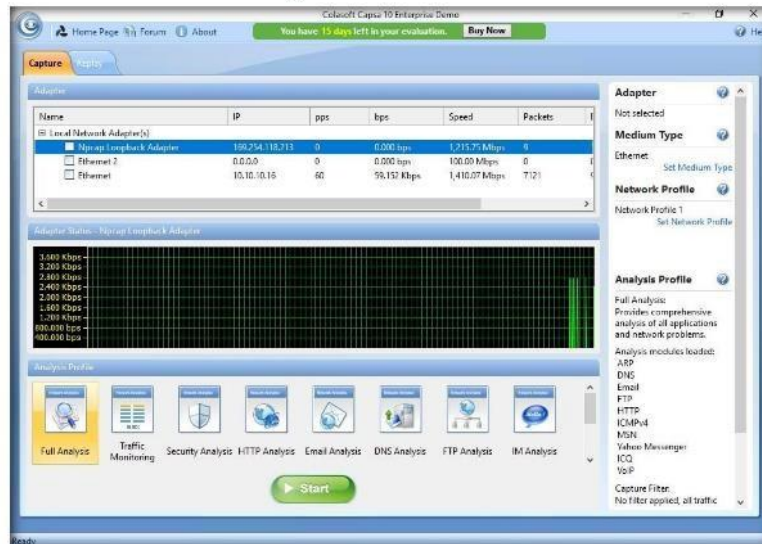 Colasoft Capsa 10 Enterprise Demo
Home Page Forum About You have 15 days left in your evaluation. Buy Now
Capture Replay
Adapter
Name IP pps bps Speed Packets
Local Network Adapter(s)
Npcap Loopback Adapter 169.254.118.213 0 0.000 bps 1,215.75 Mbps 9
Ethernet 2 0.0.0.0 0 0.000 bps 100.00 Mbps 0
Ethernet 10.10.10.16 60 59.152 Kbps 1,410.07 Mbps 7121
Adapter Status - Npcap Loopback Adapter
3.600 Kbps
3.200 Kbps
2.800 Kbps
2.400 Kbps
2.000 Kbps
1.600 Kbps
1.200 Kbps
800.000 bps
400.000 bps
Analysis Profile
Full Analysis
Traffic Monitoring
Security Analysis
HTTP Analysis
Email Analysis
DNS Analysis
FTP Analysis
IM Analysis
Start
Adapter
Not selected
Medium Type
Ethernet
Set Medium Type
Network Profile
Network Profile 1
Set Network Profile
Analysis Profile
Full Analysis:
Provides comprehensive
analysis of all applications
and network problems.
Analysis modules loaded:
ARP
DNS
Email
FTP
HTTP
ICMPv4
MSN
Yahoo Messenger
ICQ
VoIP
Capture Filter:
No filter applied, all traffic
Ready